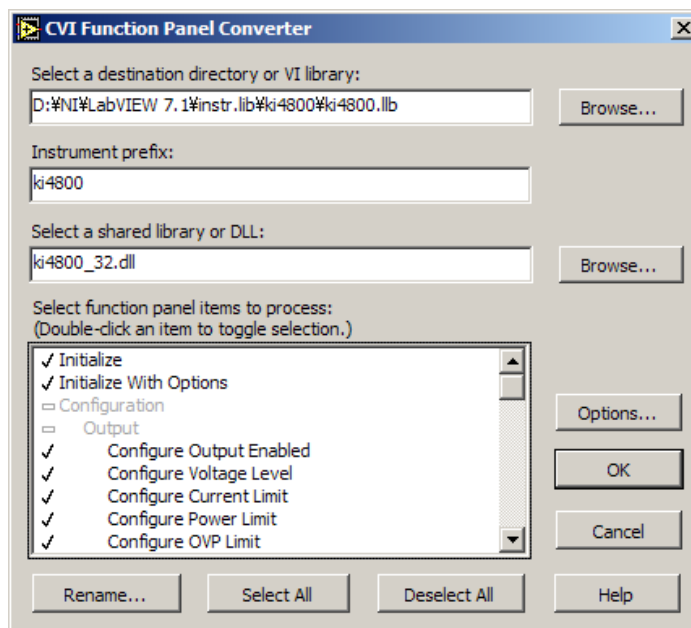 CVI Function Panel Converter
Select a destination directory or VI library:
D:¥NI¥LabVIEW 7.1¥instr.lib¥ki4800¥ki4800.llb
Browse...
Instrument prefix:
ki4800
Select a shared library or DLL:
ki4800_32.dll
Browse...
Select function panel items to process:
(Double-click an item to toggle selection.)
Initialize
Initialize With Options
Configuration
Output
Configure Output Enabled
Configure Voltage Level
Configure Current Limit
Configure Power Limit
Configure OVP Limit
Options...
OK
Cancel
Rename...
Select All
Deselect All
Help